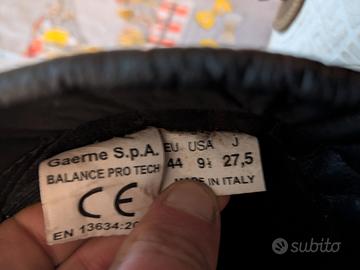 Gaerne S.p.A.
BALANCE PRO TECH
CE
EN 13634:20
EU USA J
44 9½ 27,5
MADE IN ITALY
subito